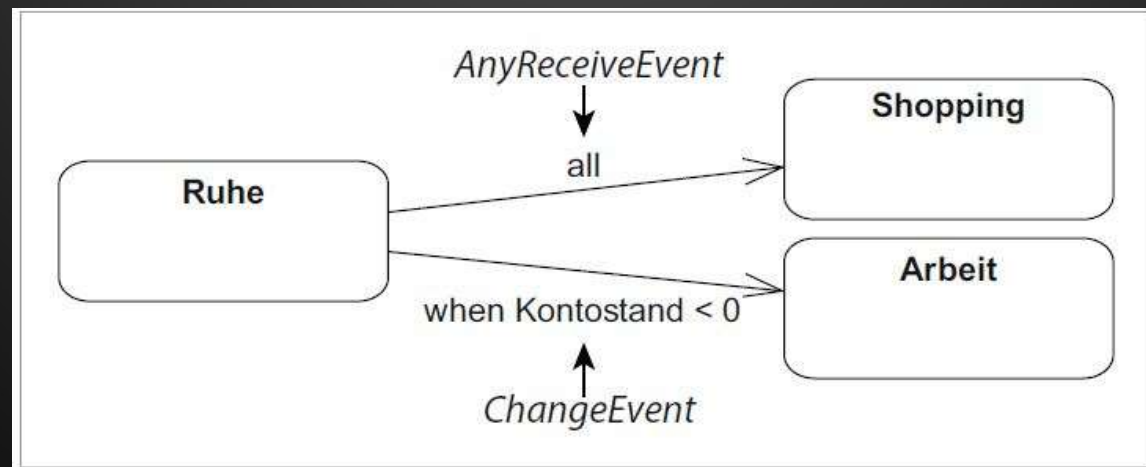 AnyReceiveEvent
Shopping
all
Ruhe
Arbeit
when Kontostand < 0
ChangeEvent